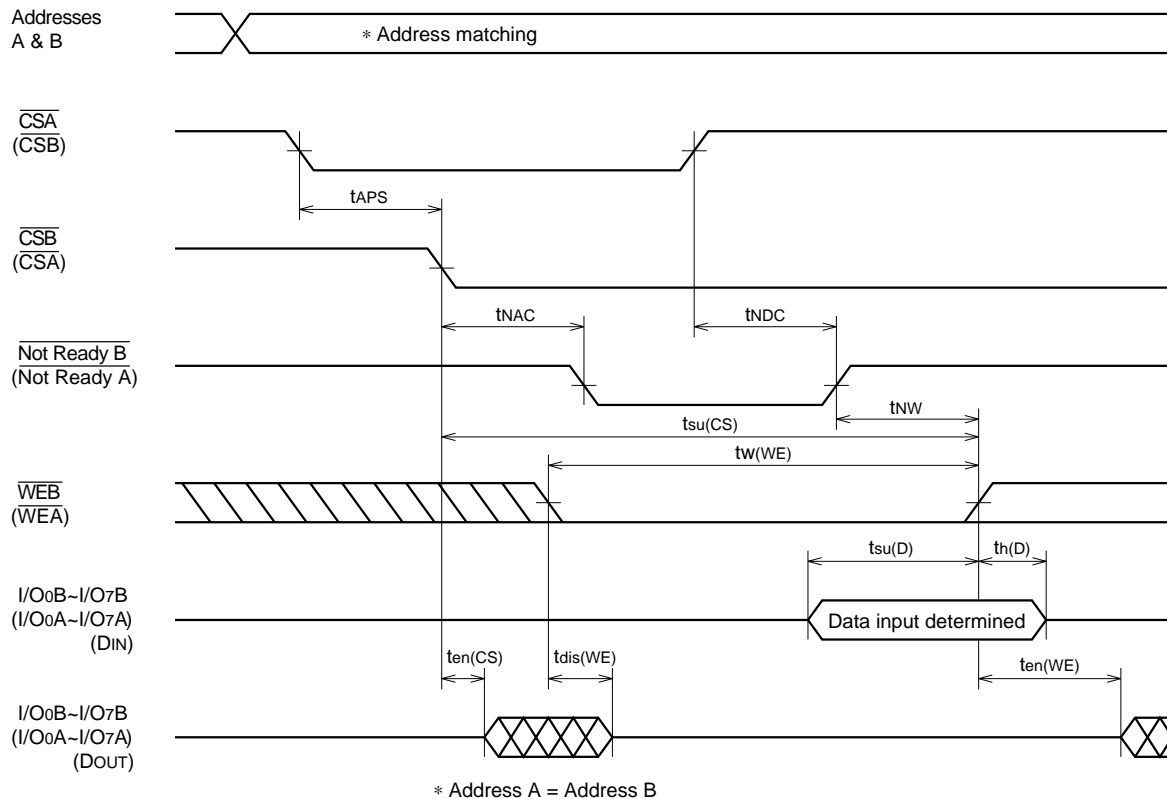 Addresses
A & B
* Address matching
CSA
(CSB)
tAPS
CSB
(CSA)
tNAC
tNDC
Not Ready B
(Not Ready A)
tNW
tsu(CS)
tw(WE)
WEB
(WEA)
tsu(D)
th(D)
I/O0B~I/O7B
(I/O0A~I/O7A)
(DIN)
Data input determined
ten(CS)
tdis(WE)
ten(WE)
I/O0B~I/O7B
(I/O0A~I/O7A)
(DOUT)
* Address A = Address B